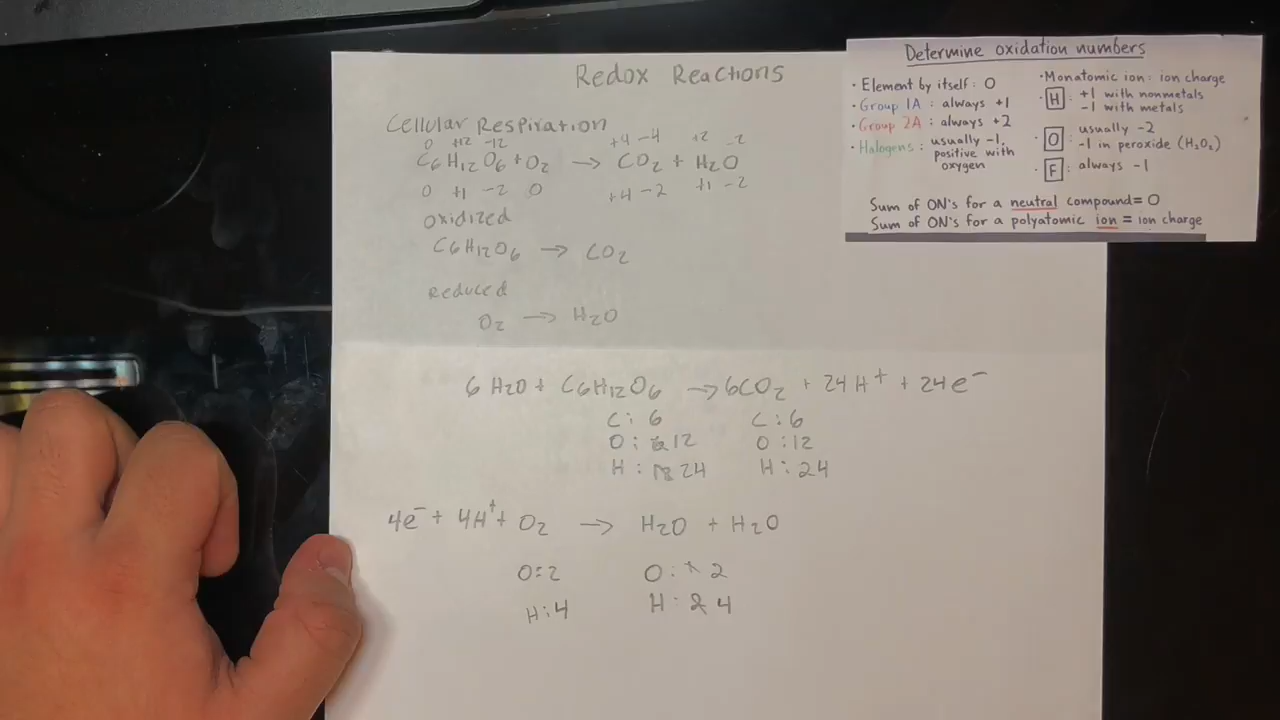 Redox Reactions
Cellular Respiration
0 +12 -12 +4 -4 +2 -2
C6 H12 O6 + O2 → CO2 + H2O
0 +1 -2 0 +4 -2 +1 -2
oxidized
C6H12O6 → CO2
Reduced
O2 → H2O
6 H2O + C6H12O6 → 6CO2 + 24H+ + 24e-
C: 6 C: 6
O: 12 O: 12
H: 24 H: 24
4e- + 4H+ + O2 → H2O + H2O
O: 2 O: 2
H: 4 H: 4
Determine oxidation numbers
• Element by itself: 0
• Group 1A: always +1
• Group 2A: always +2
• Halogens: usually -1,
positive with
oxygen
• Monatomic ion: ion charge
• H: +1 with nonmetals
-1 with metals
• O: usually -2
-1 in peroxide (H2O2)
• F: always -1
Sum of ON's for a neutral compound = 0
Sum of ON's for a polyatomic ion = ion charge